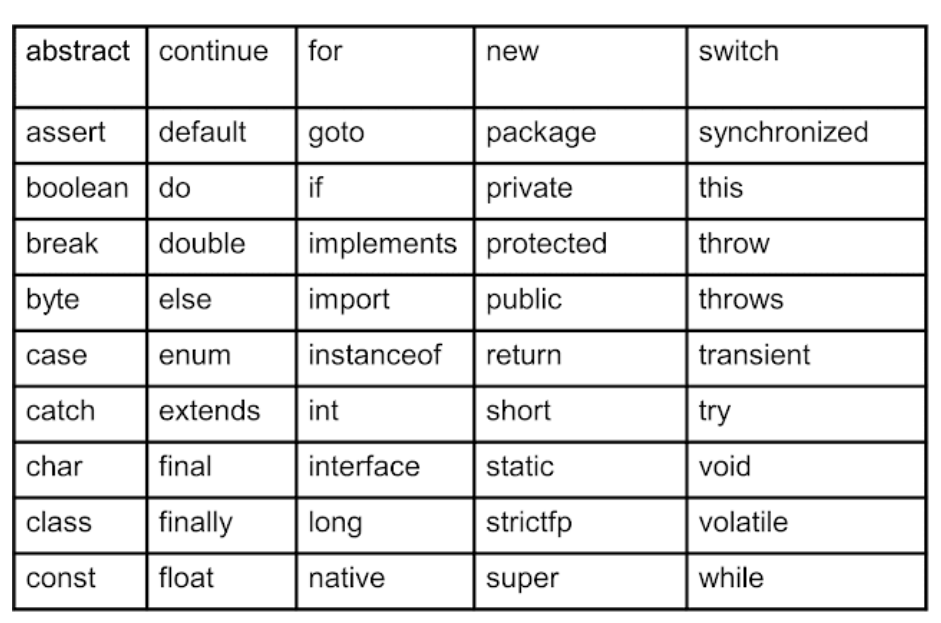 abstract continue for new switch
assert default goto package synchronized
boolean do if private this
break double implements protected throw
byte else import public throws
case enum instanceof return transient
catch extends int short try
char final interface static void
class finally long strictfp volatile
const float native super while